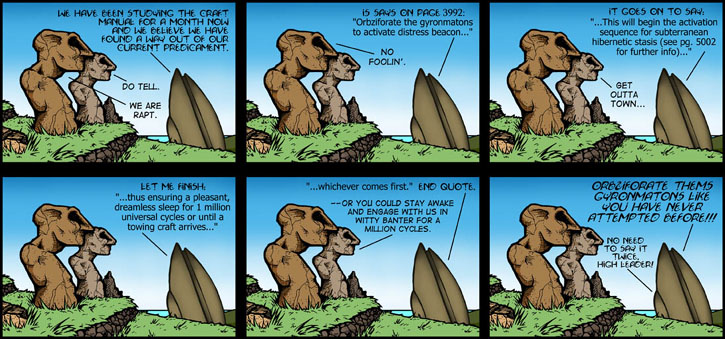 WE HAVE BEEN STUDYING THE CRAFT
MANUAL FOR A MONTH NOW
AND WE BELIEVE WE HAVE
FOUND A WAY OUT OF OUR
CURRENT PREDICAMENT.
DO TELL.
WE ARE
RAPT.
IS SAYS ON PAGE 3992:
"Orbziforate the gyronmatons
to activate distress beacon..."
NO
FOOLIN'.
IT GOES ON TO SAY:
"...This will begin the activation
sequence for subterranean
hibernetic stasis (see pg. 5002
for further info)..."
GET
OUTTA
TOWN...
LET ME FINISH:
"...thus ensuring a pleasant,
dreamless sleep for 1 million
universal cycles or until a
towing craft arrives..."
"...whichever comes first." END QUOTE.
--OR YOU COULD STAY AWAKE
AND ENGAGE WITH US IN
WITTY BANTER FOR A
MILLION CYCLES.
ORBZIFORATE THEMS
GYRONMATONS LIKE
YOU HAVE NEVER
ATTEMPTED BEFORE!!!
NO NEED
TO SAY IT
TWICE,
HIGH LEADER!